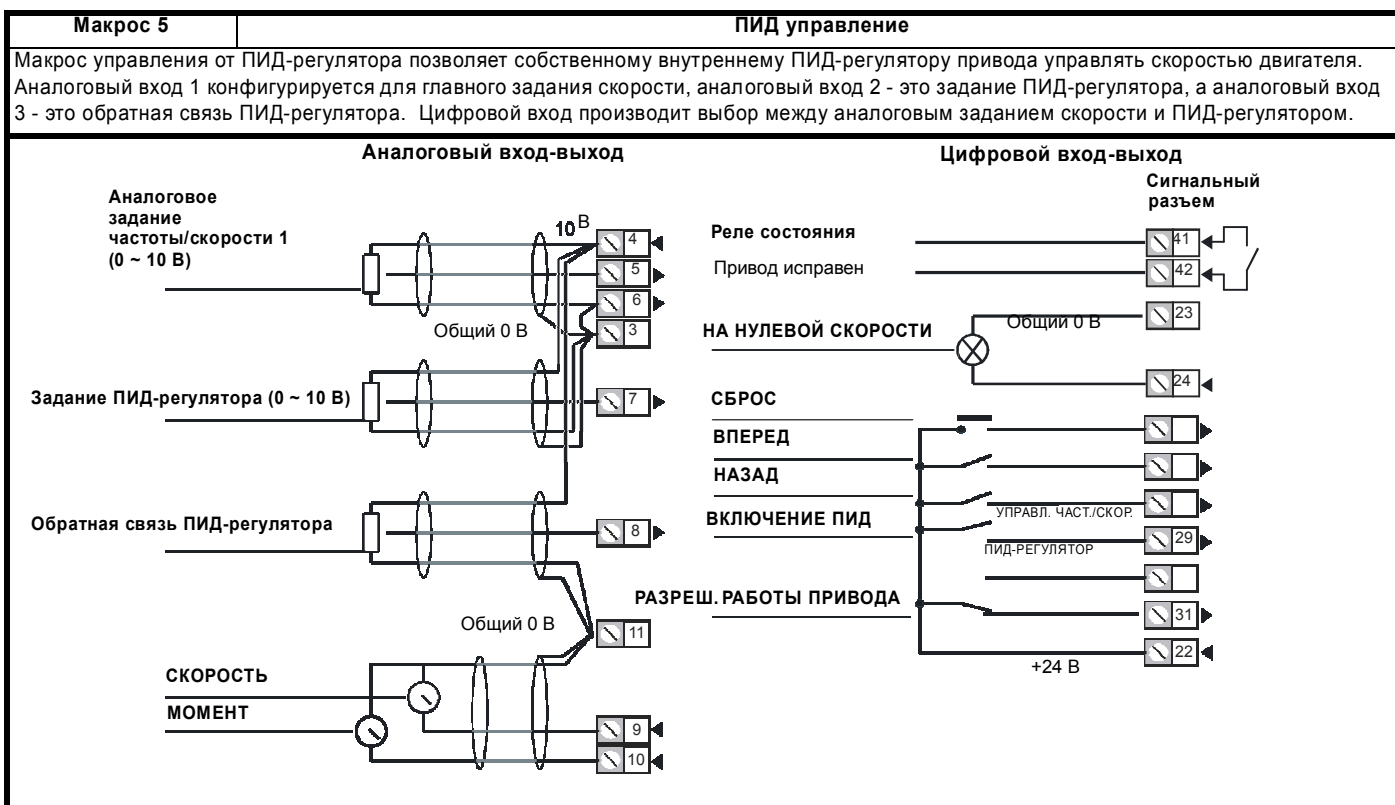 Макрос 5
ПИД управление
Макрос управления от ПИД-регулятора позволяет собственному внутреннему ПИД-регулятору привода управлять скоростью двигателя.
Аналоговый вход 1 конфигурируется для главного задания скорости, аналоговый вход 2 - это задание ПИД-регулятора, а аналоговый вход
3 - это обратная связь ПИД-регулятора. Цифровой вход производит выбор между аналоговым заданием скорости и ПИД-регулятором.
Аналоговый вход-выход
Аналоговое
задание
частоты/скорости 1
(0 ~ 10 В)
10 В
4
5
6
Общий 0 В
3
Задание ПИД-регулятора (0 ~ 10 В)
7
Обратная связь ПИД-регулятора
8
Общий 0 В
11
СКОРОСТЬ
МОМЕНТ
9
10
Цифровой вход-выход
Сигнальный
разъем
Реле состояния
41
Привод исправен
42
Общий 0 В
23
НА НУЛЕВОЙ СКОРОСТИ
24
СБРОС
ВПЕРЕД
НАЗАД
УПРАВЛ. ЧАСТ./СКОР.
ВКЛЮЧЕНИЕ ПИД
29
ПИД-РЕГУЛЯТОР
РАЗРЕШ. РАБОТЫ ПРИВОДА
31
22
+24 В